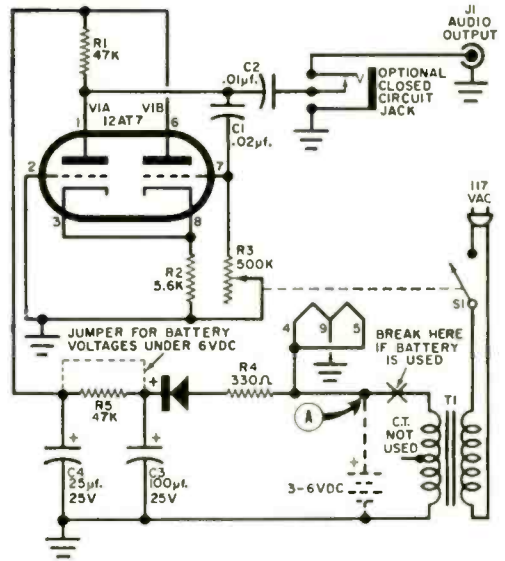 J1
AUDIO
OUTPUT
R1
47K
C2
.01μf.
OPTIONAL
CLOSED
CIRCUIT
JACK
V1A
V1B
12AT7
1
6
C1
.02μf.
2
7
3
8
117
VAC
R2
5.6K
R3
500K
S1
JUMPER FOR BATTERY
VOLTAGES UNDER 6VDC
4
9
5
BREAK HERE
IF BATTERY
IS USED
+
R4
330Ω
R5
47K
A
T1
C.T.
NOT
USED
+
C4
25μf.
25V
+
C3
100μf.
25V
+
3-6VDC